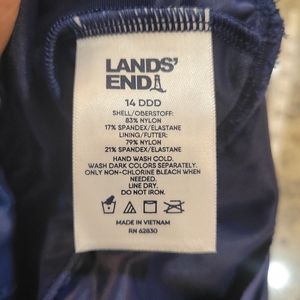 LANDS'
END
14 DDD
SHELL/OBERSTOFF:
83% NYLON
17% SPANDEX/ELASTANE
LINING/FUTTER:
79% NYLON
21% SPANDEX/ELASTANE
HAND WASH COLD.
WASH DARK COLORS SEPARATELY.
ONLY NON-CHLORINE BLEACH WHEN
NEEDED.
LINE DRY.
DO NOT IRON.
MADE IN VIETNAM
RN 62830